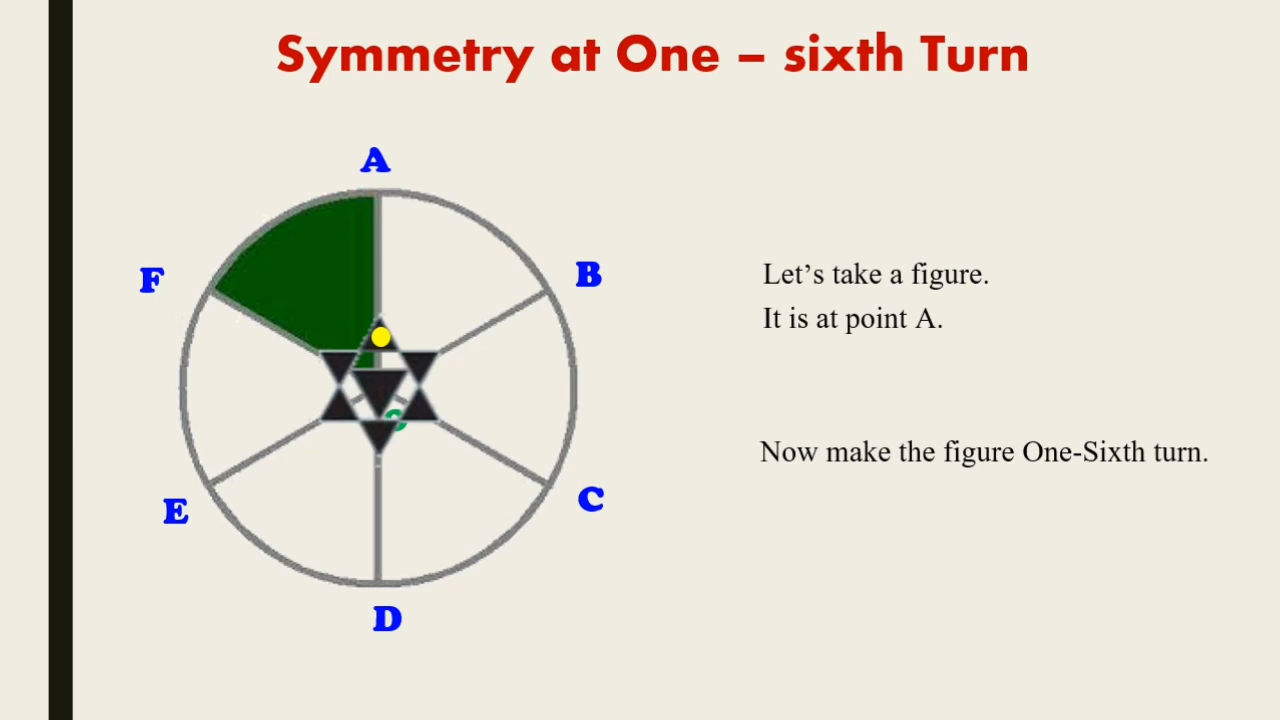 Symmetry at One – sixth Turn
A
F
B
Let’s take a figure.
It is at point A.
Now make the figure One-Sixth turn.
E
C
D